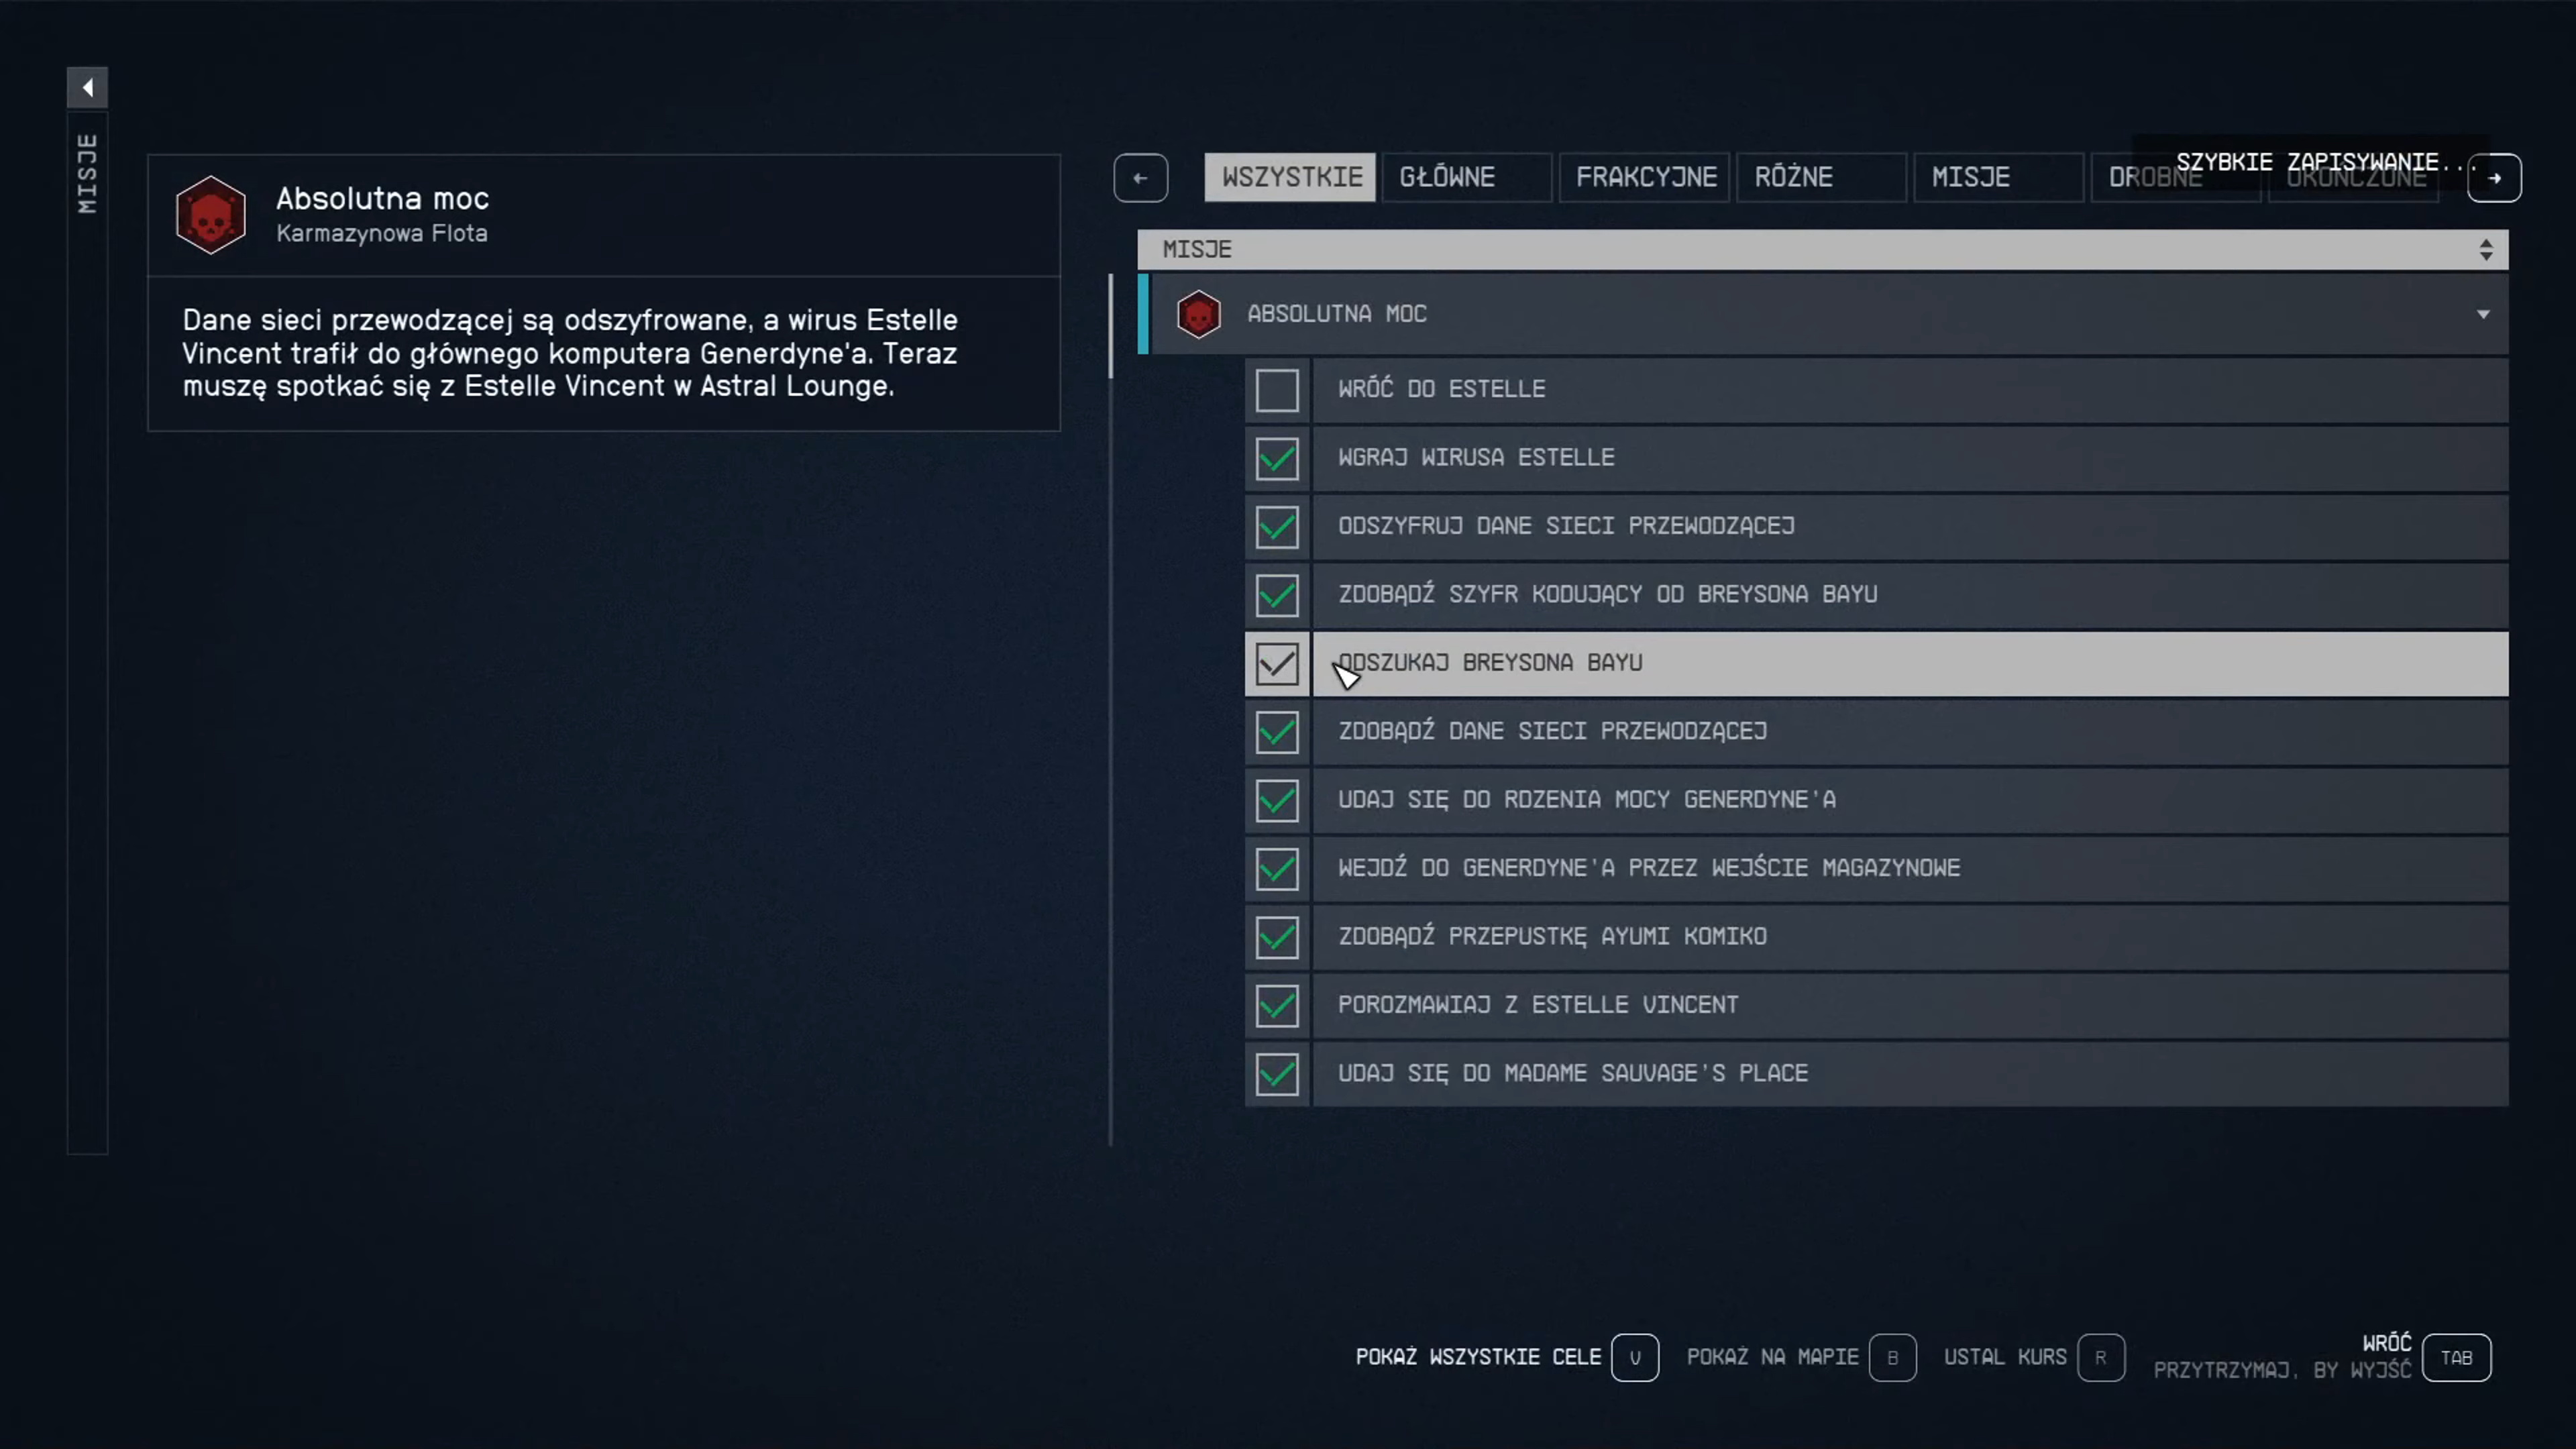 MISJE
Absolutna moc
Karmazynowa Flota
Dane sieci przewodzącej są odszyfrowane, a wirus Estelle
Vincent trafił do głównego komputera Generdyne'a. Teraz
muszę spotkać się z Estelle Vincent w Astral Lounge.
WSZYSTKIE
GŁÓWNE
FRAKCYJNE
RÓŻNE
MISJE
DROBNE
UKOŃCZONE
SZYBKIE ZAPISYWANIE...
MISJE
ABSOLUTNA MOC
WRÓĆ DO ESTELLE
WGRAJ WIRUSA ESTELLE
ODSZYFRUJ DANE SIECI PRZEWODZĄCEJ
ZDOBĄDŹ SZYFR KODUJĄCY OD BREYSONA BAYU
ODSZUKAJ BREYSONA BAYU
ZDOBĄDŹ DANE SIECI PRZEWODZĄCEJ
UDAJ SIĘ DO RDZENIA MOCY GENERDYNE'A
WEJDŹ DO GENERDYNE'A PRZEZ WEJŚCIE MAGAZYNOWE
ZDOBĄDŹ PRZEPUSTKĘ AYUMI KOMIKO
POROZMAWIAJ Z ESTELLE VINCENT
UDAJ SIĘ DO MADAME SAUVAGE'S PLACE
POKAŻ WSZYSTKIE CELE V
POKAŻ NA MAPIE B
USTAL KURS R
WRÓĆ
PRZYTRZYMAJ, BY WYJŚĆ
TAB